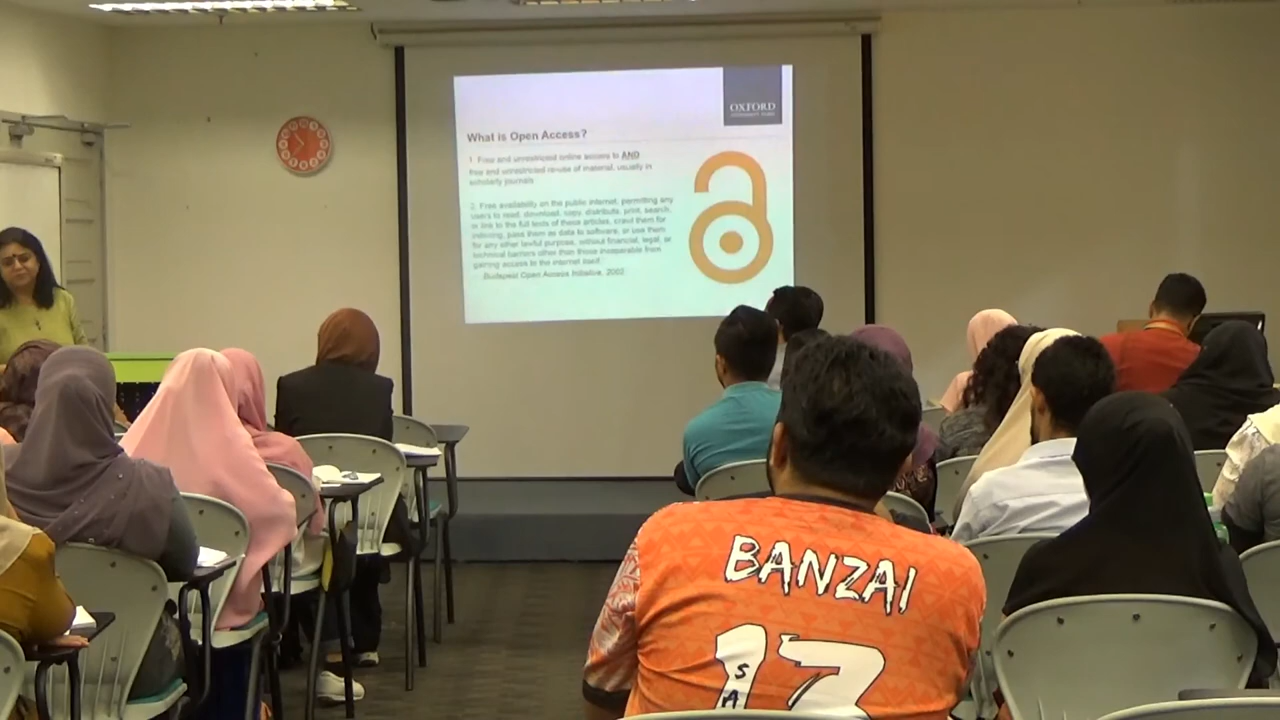 OXFORD
UNIVERSITY PRESS
What is Open Access?
1. Free and unrestricted online access to AND
free and unrestricted re-use of material, usually in
scholarly journals
2. Free availability on the public internet, permitting any
users to read, download, copy, distribute, print, search,
or link to the full texts of these articles, crawl them for
indexing, pass them as data to software, or use them
for any other lawful purpose, without financial, legal, or
technical barriers other than those inseparable from
gaining access to the internet itself.
Budapest Open Access Initiative, 2002
BANZAI
17
SA